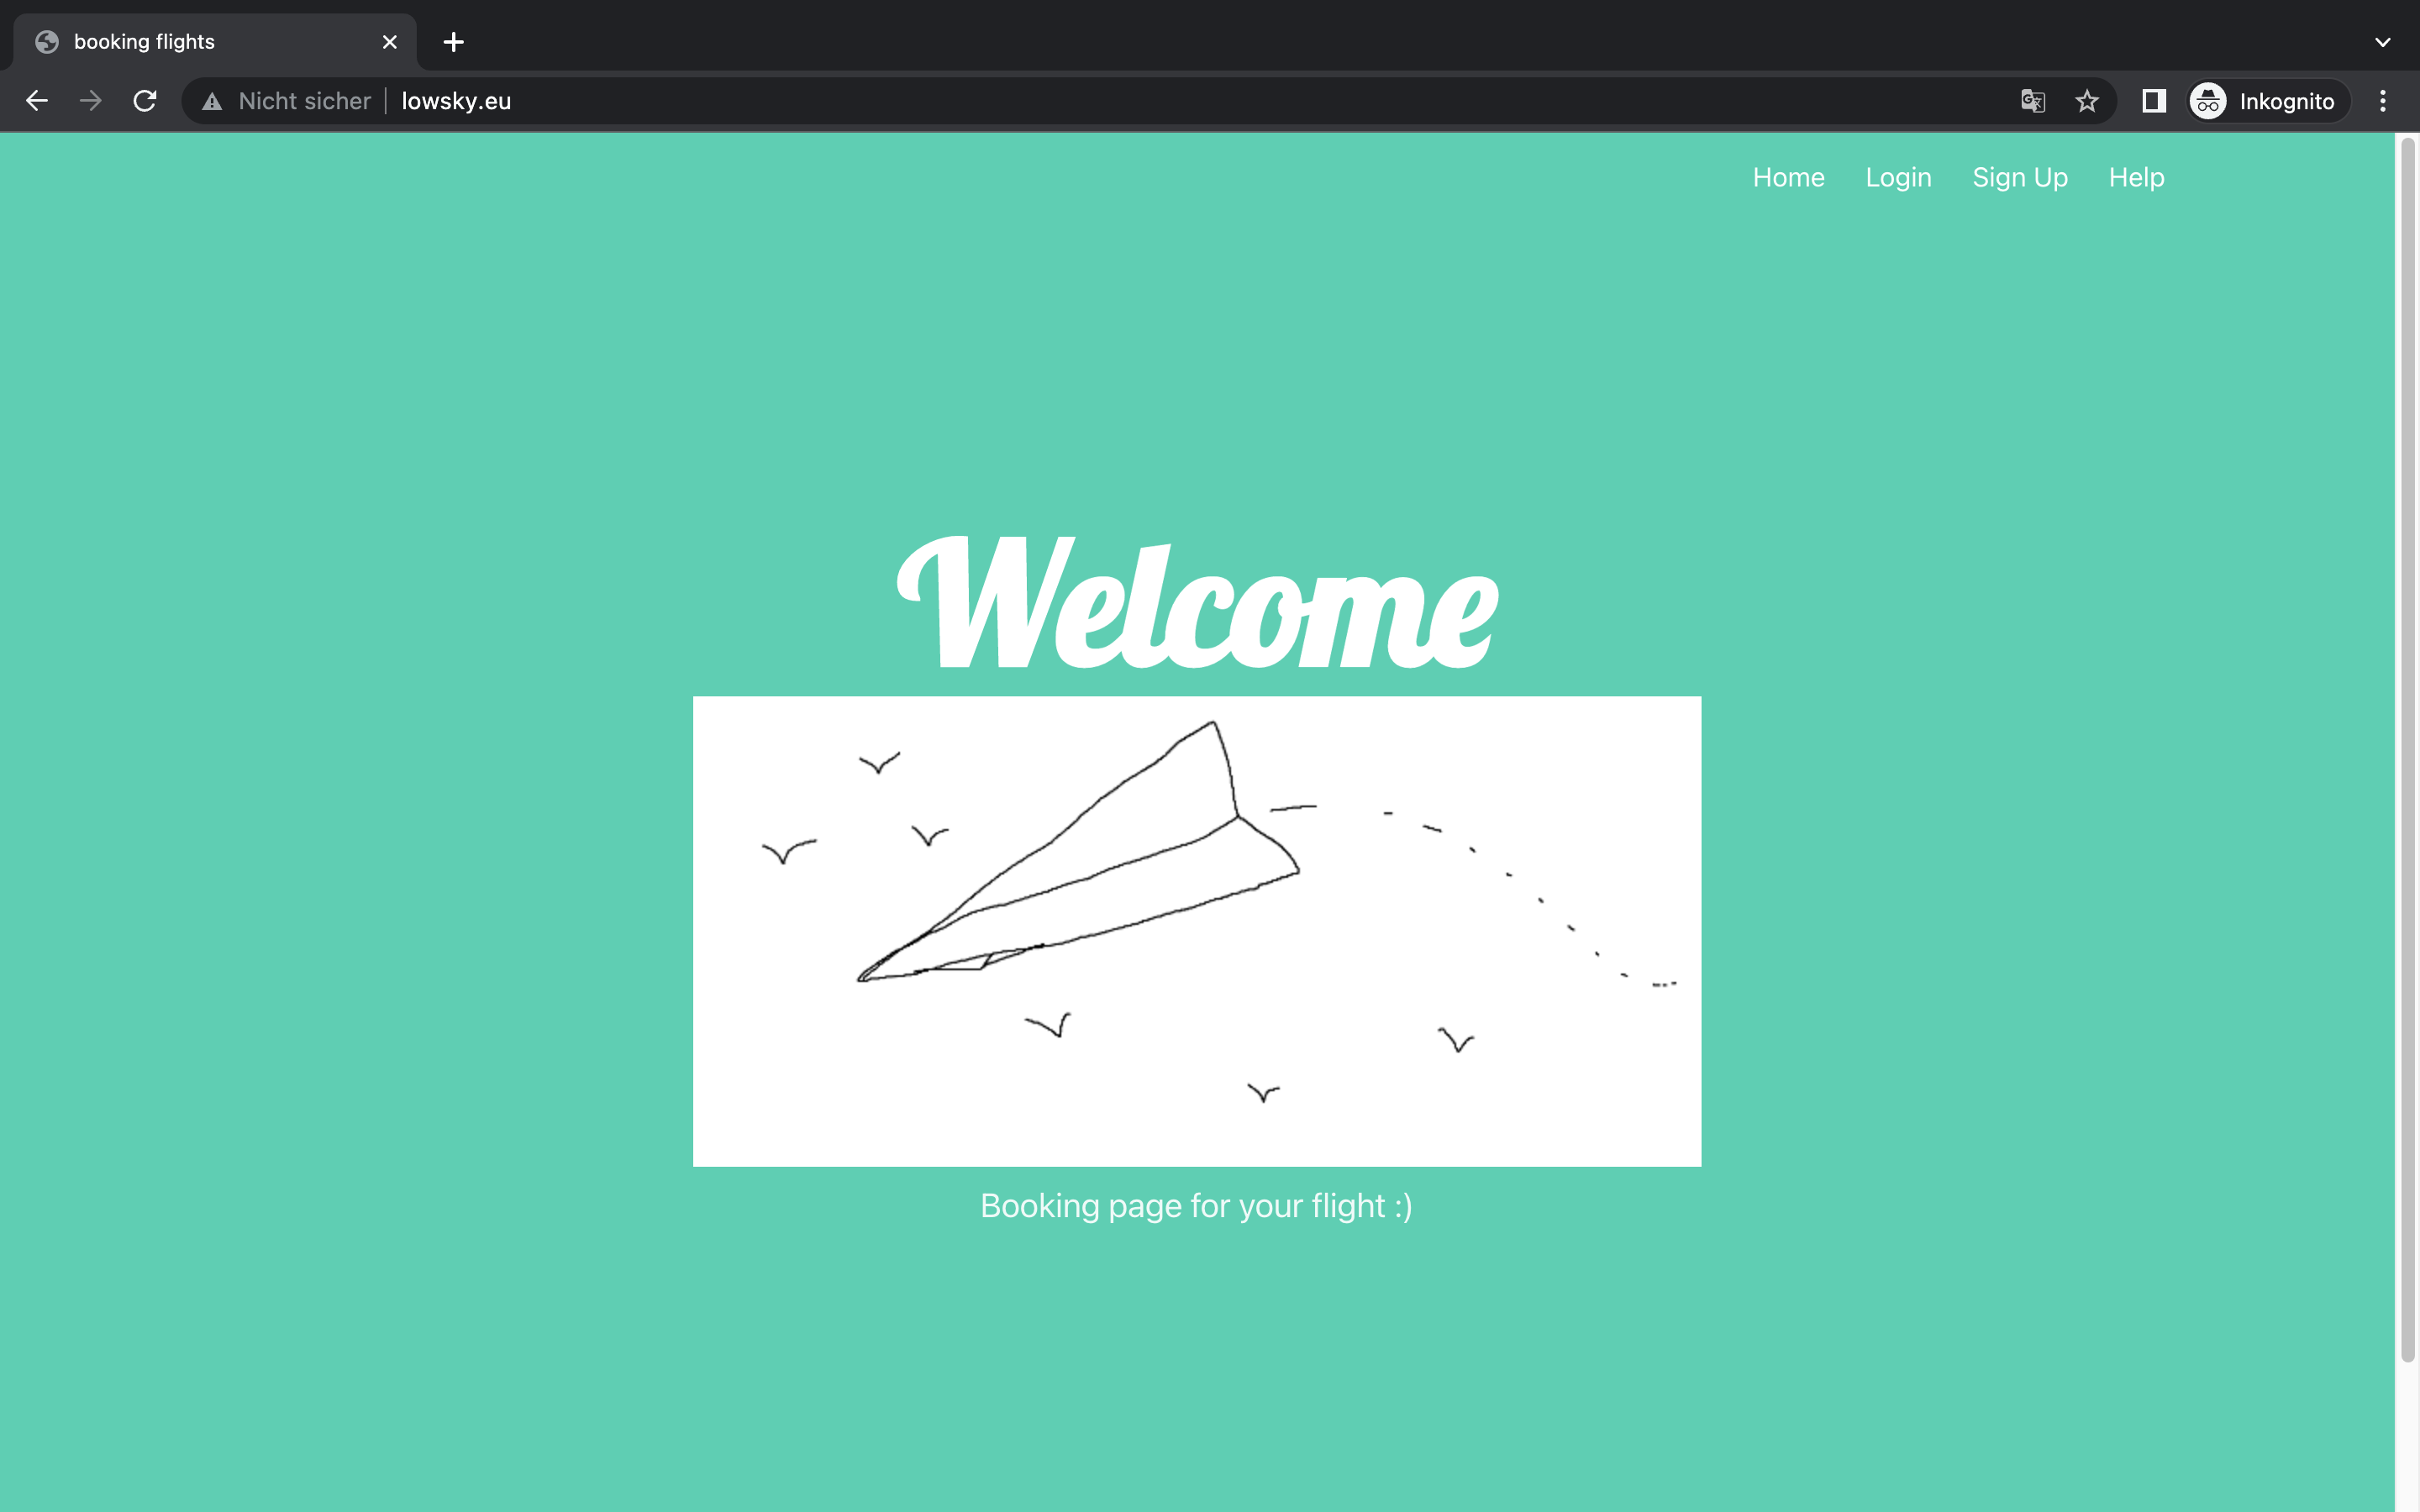 booking flights
Nicht sicher lowsky.eu
Inkognito
Home Login Sign Up Help
Welcome
Booking page for your flight :)